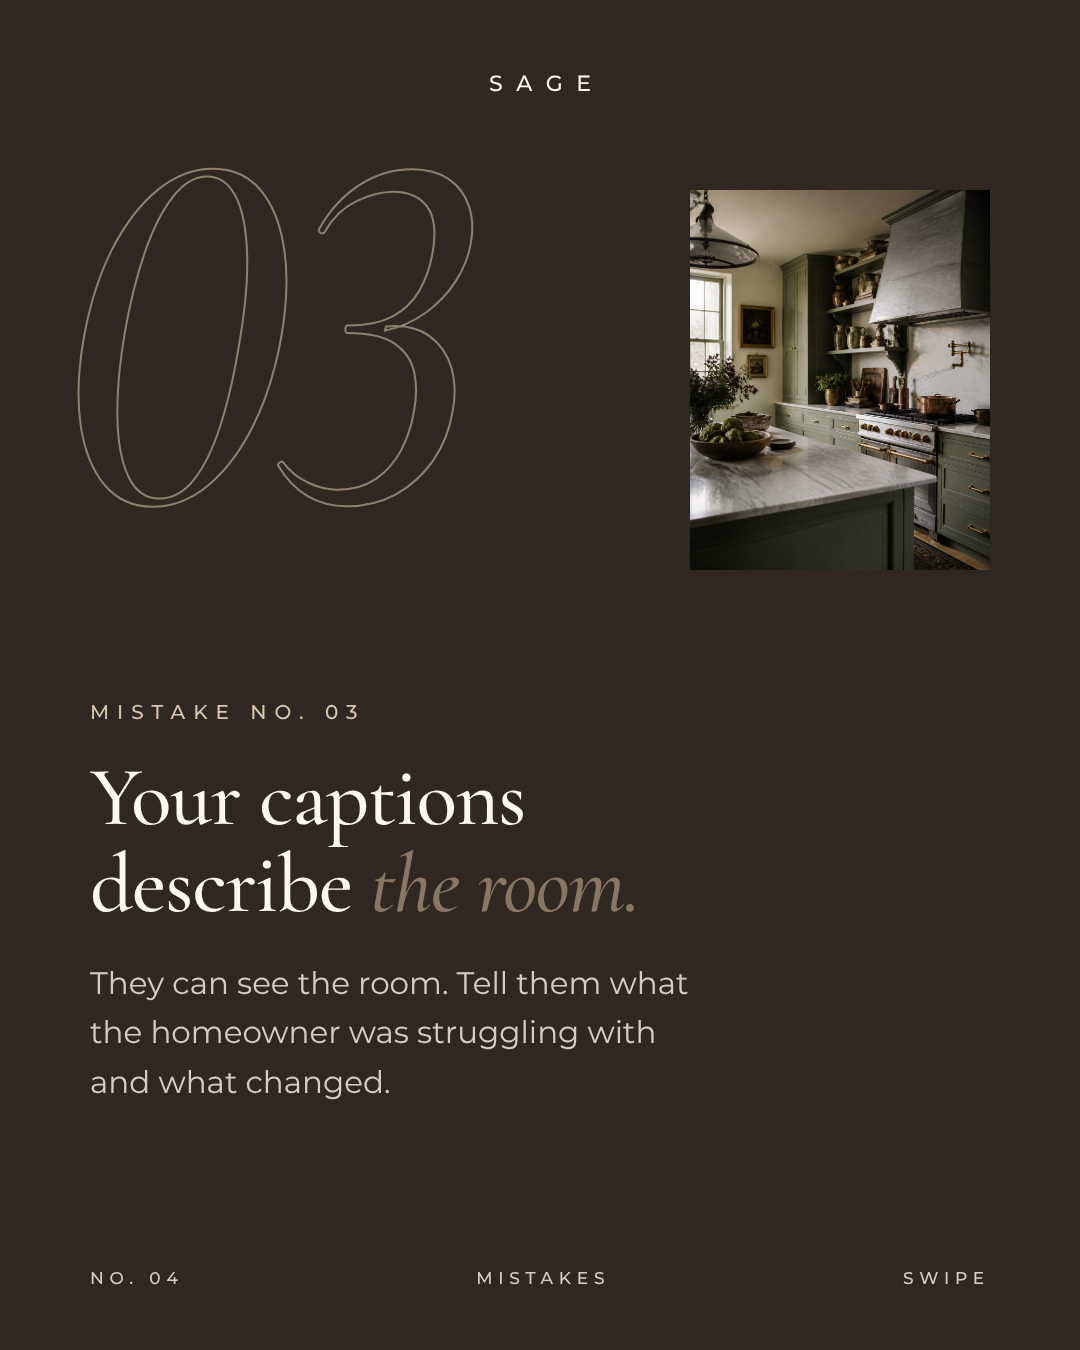 SAGE
03
MISTAKE NO. 03
Your captions
describe the room.
They can see the room. Tell them what
the homeowner was struggling with
and what changed.
NO. 04
MISTAKES
SWIPE